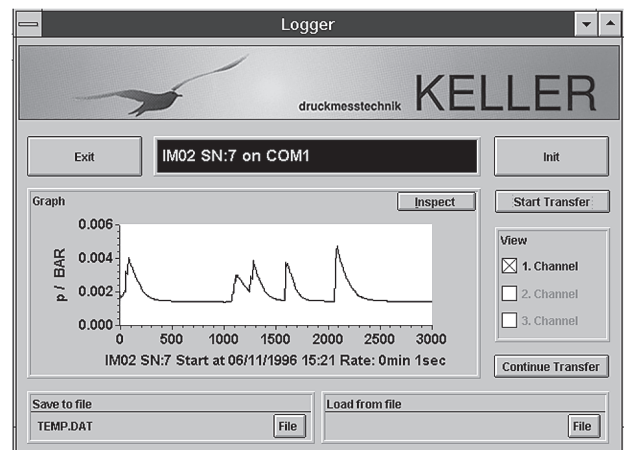 Logger
druckmesstechnik KELLER
Exit
IM02 SN:7 on COM1
Init
Graph
Inspect
Start Transfer
0.006
0.004
0.002
0.000
p / BAR
0 500 1000 1500 2000 2500 3000
IM02 SN:7 Start at 06/11/1996 15:21 Rate: 0min 1sec
View
1. Channel
2. Channel
3. Channel
Continue Transfer
Save to file
TEMP.DAT
File
Load from file
File